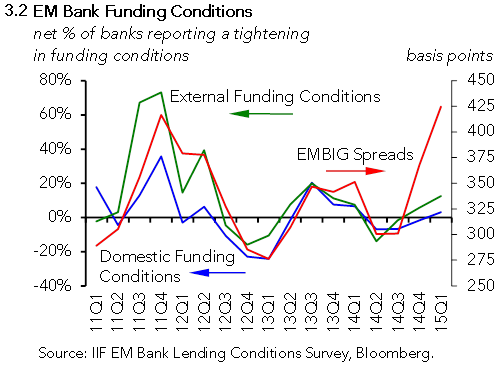 3.2 EM Bank Funding Conditions
net % of banks reporting a tightening
in funding conditions
basis points
80%
60%
40%
20%
0%
-20%
-40%
450
425
400
375
350
325
300
275
250
External Funding Conditions
EMBIG Spreads
Domestic Funding
Conditions
11Q1
11Q2
11Q3
11Q4
12Q1
12Q2
12Q3
12Q4
13Q1
13Q2
13Q3
13Q4
14Q1
14Q2
14Q3
14Q4
15Q1
Source: IIF EM Bank Lending Conditions Survey, Bloomberg.